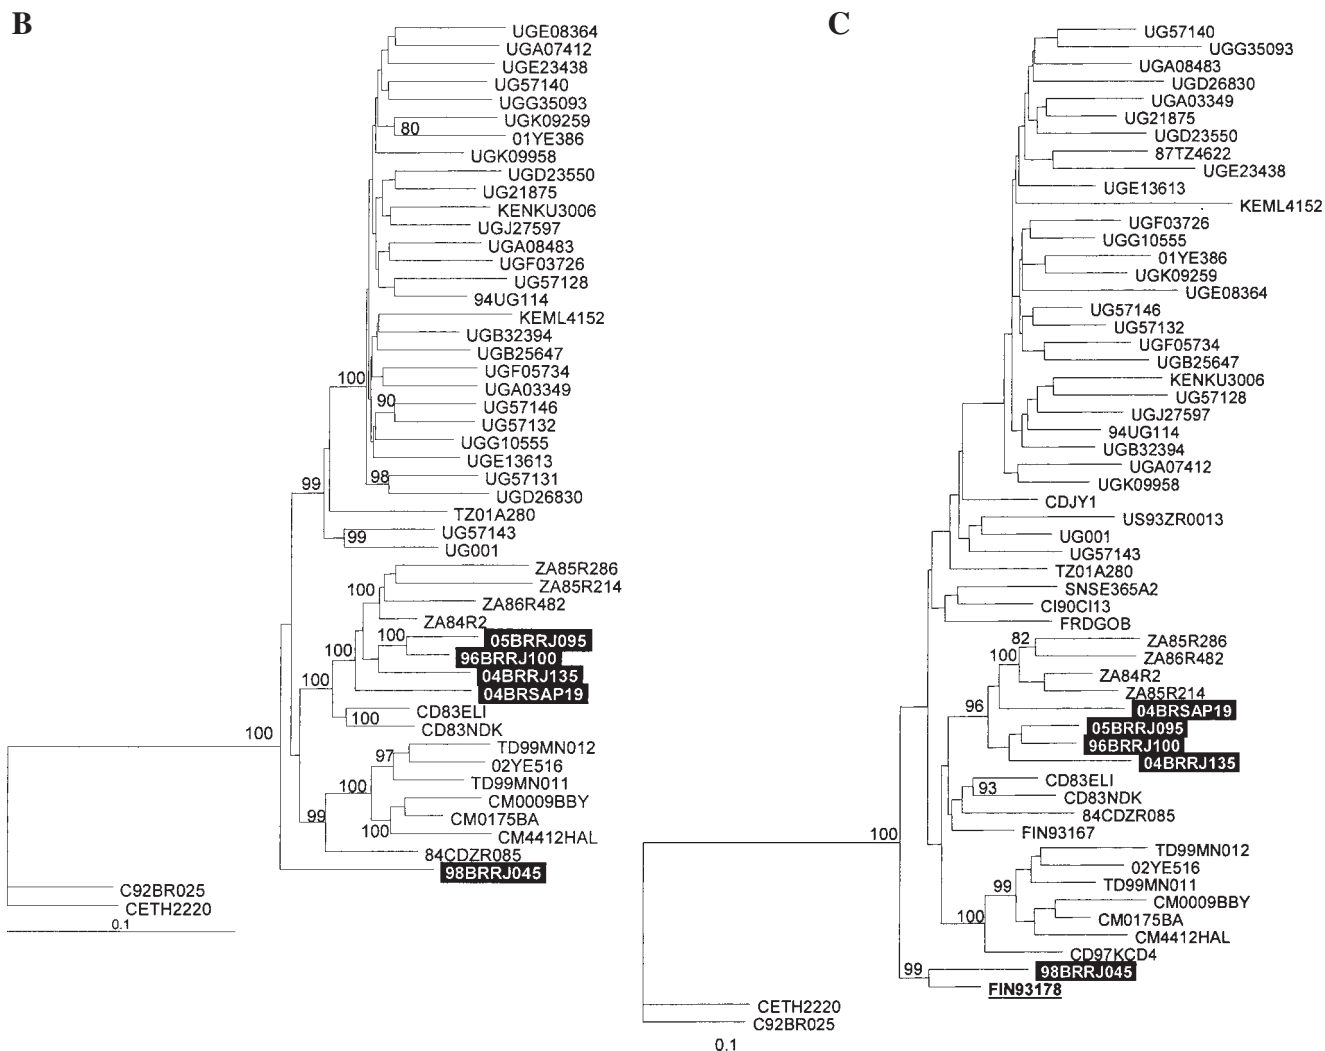 B
UGE08364
UGA07412
UGE23438
UG57140
UGG35093
UGK09259
80
01YE386
UGK09958
UGD23550
UG21875
KENKU3006
UGJ27597
UGA08483
UGF03726
UG57128
94UG114
KEML4152
UGB32394
UGB25647
UGF05734
100
UGA03349
90
UG57146
UG57132
UGG10555
UGE13613
98
UG57131
99
UGD26830
TZ01A280
UG57143
99
UG001
ZA85R286
100
ZA85R214
ZA86R482
ZA84R2
100
05BRRJ095
100
96BRRJ100
04BRRJ135
100
04BRSAP19
CD83ELI
100
CD83NDK
100
TD99MN012
97
02YE516
100
TD99MN011
CM0009BBY
99
CM0175BA
100
CM4412HAL
84CDZR085
98BRRJ045
C92BR025
CETH2220
0.1
C
UG57140
UGG35093
UGA08483
UGD26830
UGA03349
UG21875
UGD23550
87TZ4622
UGE23438
UGE13613
KEML4152
UGF03726
UGG10555
01YE386
UGK09259
UGE08364
UG57146
UG57132
UGF05734
UGB25647
KENKU3006
UG57128
UGJ27597
94UG114
UGB32394
UGA07412
UGK09958
CDJY1
US93ZR0013
UG001
UG57143
TZ01A280
SNSE365A2
CI90CI13
FRDGOB
82
ZA85R286
100
ZA86R482
ZA84R2
ZA85R214
96
04BRSAP19
05BRRJ095
96BRRJ100
04BRRJ135
CD83ELI
93
CD83NDK
84CDZR085
FIN93167
100
TD99MN012
02YE516
99
TD99MN011
CM0009BBY
100
CM0175BA
CM4412HAL
CD97KCD4
99
98BRRJ045
FIN93178
CETH2220
C92BR025
0.1